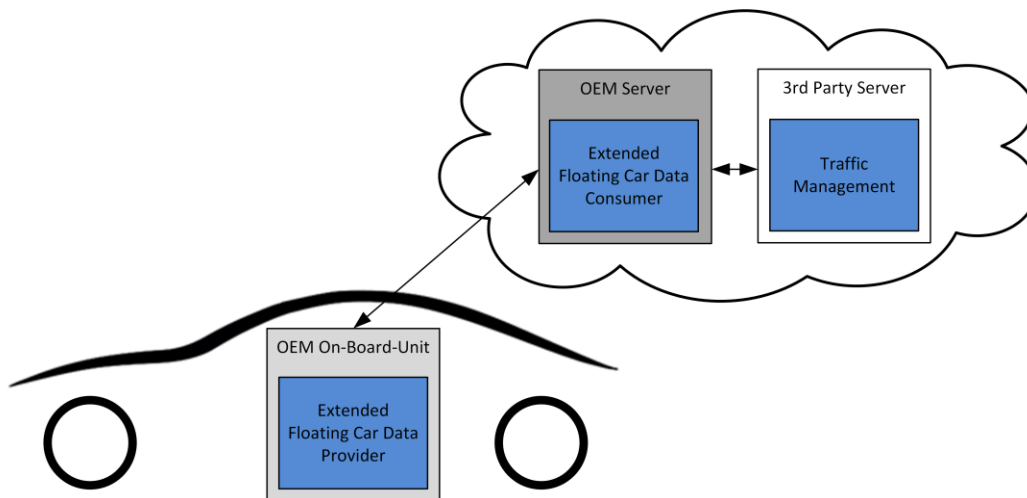 OEM Server
Extended
Floating Car Data
Consumer
3rd Party Server
Traffic
Management
OEM On-Board-Unit
Extended
Floating Car Data
Provider